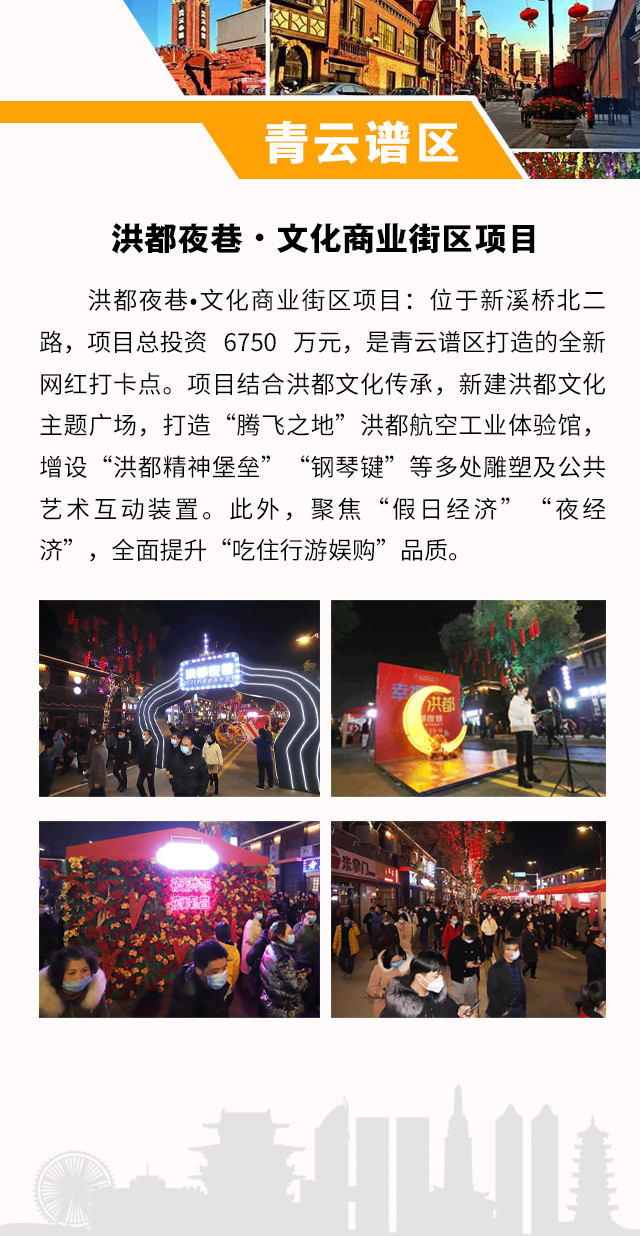 青云谱区
洪都夜巷·文化商业街区项目
洪都夜巷•文化商业街区项目：位于新溪桥北二
路，项目总投资 6750 万元，是青云谱区打造的全新
网红打卡点。项目结合洪都文化传承，新建洪都文化
主题广场，打造“腾飞之地”洪都航空工业体验馆，
增设“洪都精神堡垒”“钢琴键”等多处雕塑及公共
艺术互动装置。此外，聚焦“假日经济”“夜经
济”，全面提升“吃住行游娱购”品质。
洪都夜巷
幸
洪都
夜洪都
米掌门